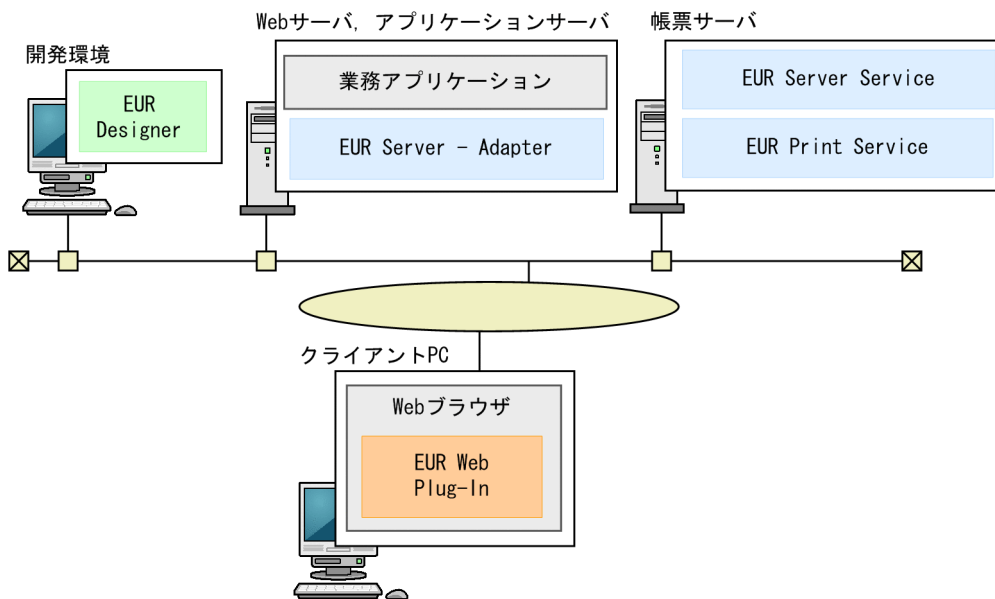 開発環境
EUR
Designer
Webサーバ，アプリケーションサーバ
業務アプリケーション
EUR Server − Adapter
帳票サーバ
EUR Server Service
EUR Print Service
クライアントPC
Webブラウザ
EUR Web
Plug−In